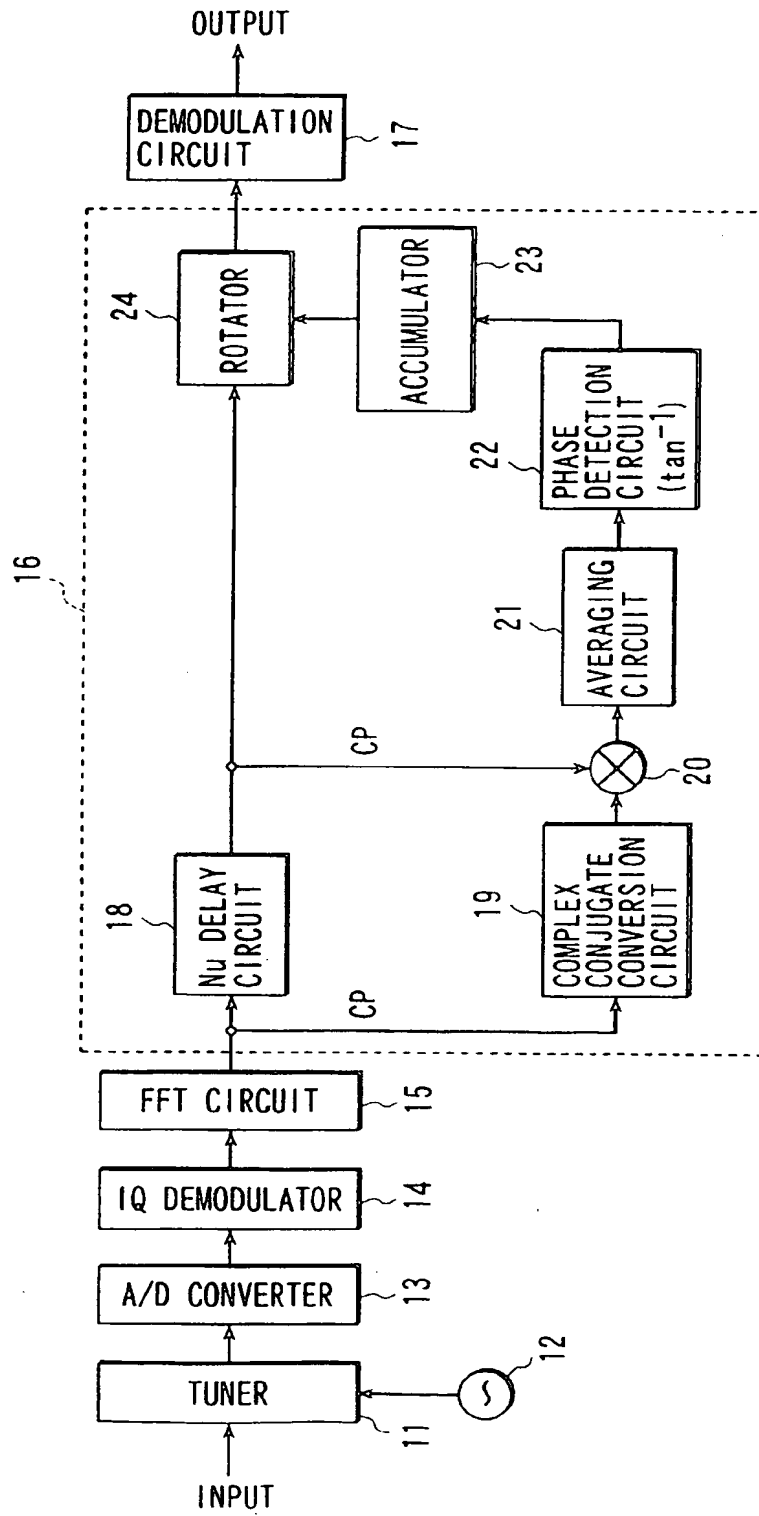 INPUT
TUNER
11
12
A/D CONVERTER
13
IQ DEMODULATOR
14
FFT CIRCUIT
15
16
CP
Nu DELAY
CIRCUIT
18
COMPLEX
CONJUGATE
CONVERSION
CIRCUIT
19
CP
20
AVERAGING
CIRCUIT
21
PHASE
DETECTION
CIRCUIT
(tan⁻¹)
22
ACCUMULATOR
23
ROTATOR
24
DEMODULATION
CIRCUIT
17
OUTPUT